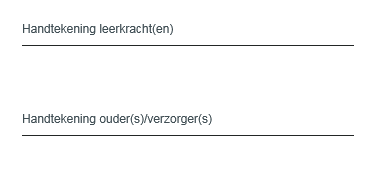 Handtekening leerkracht(en)
Handtekening ouder(s)/verzorger(s)